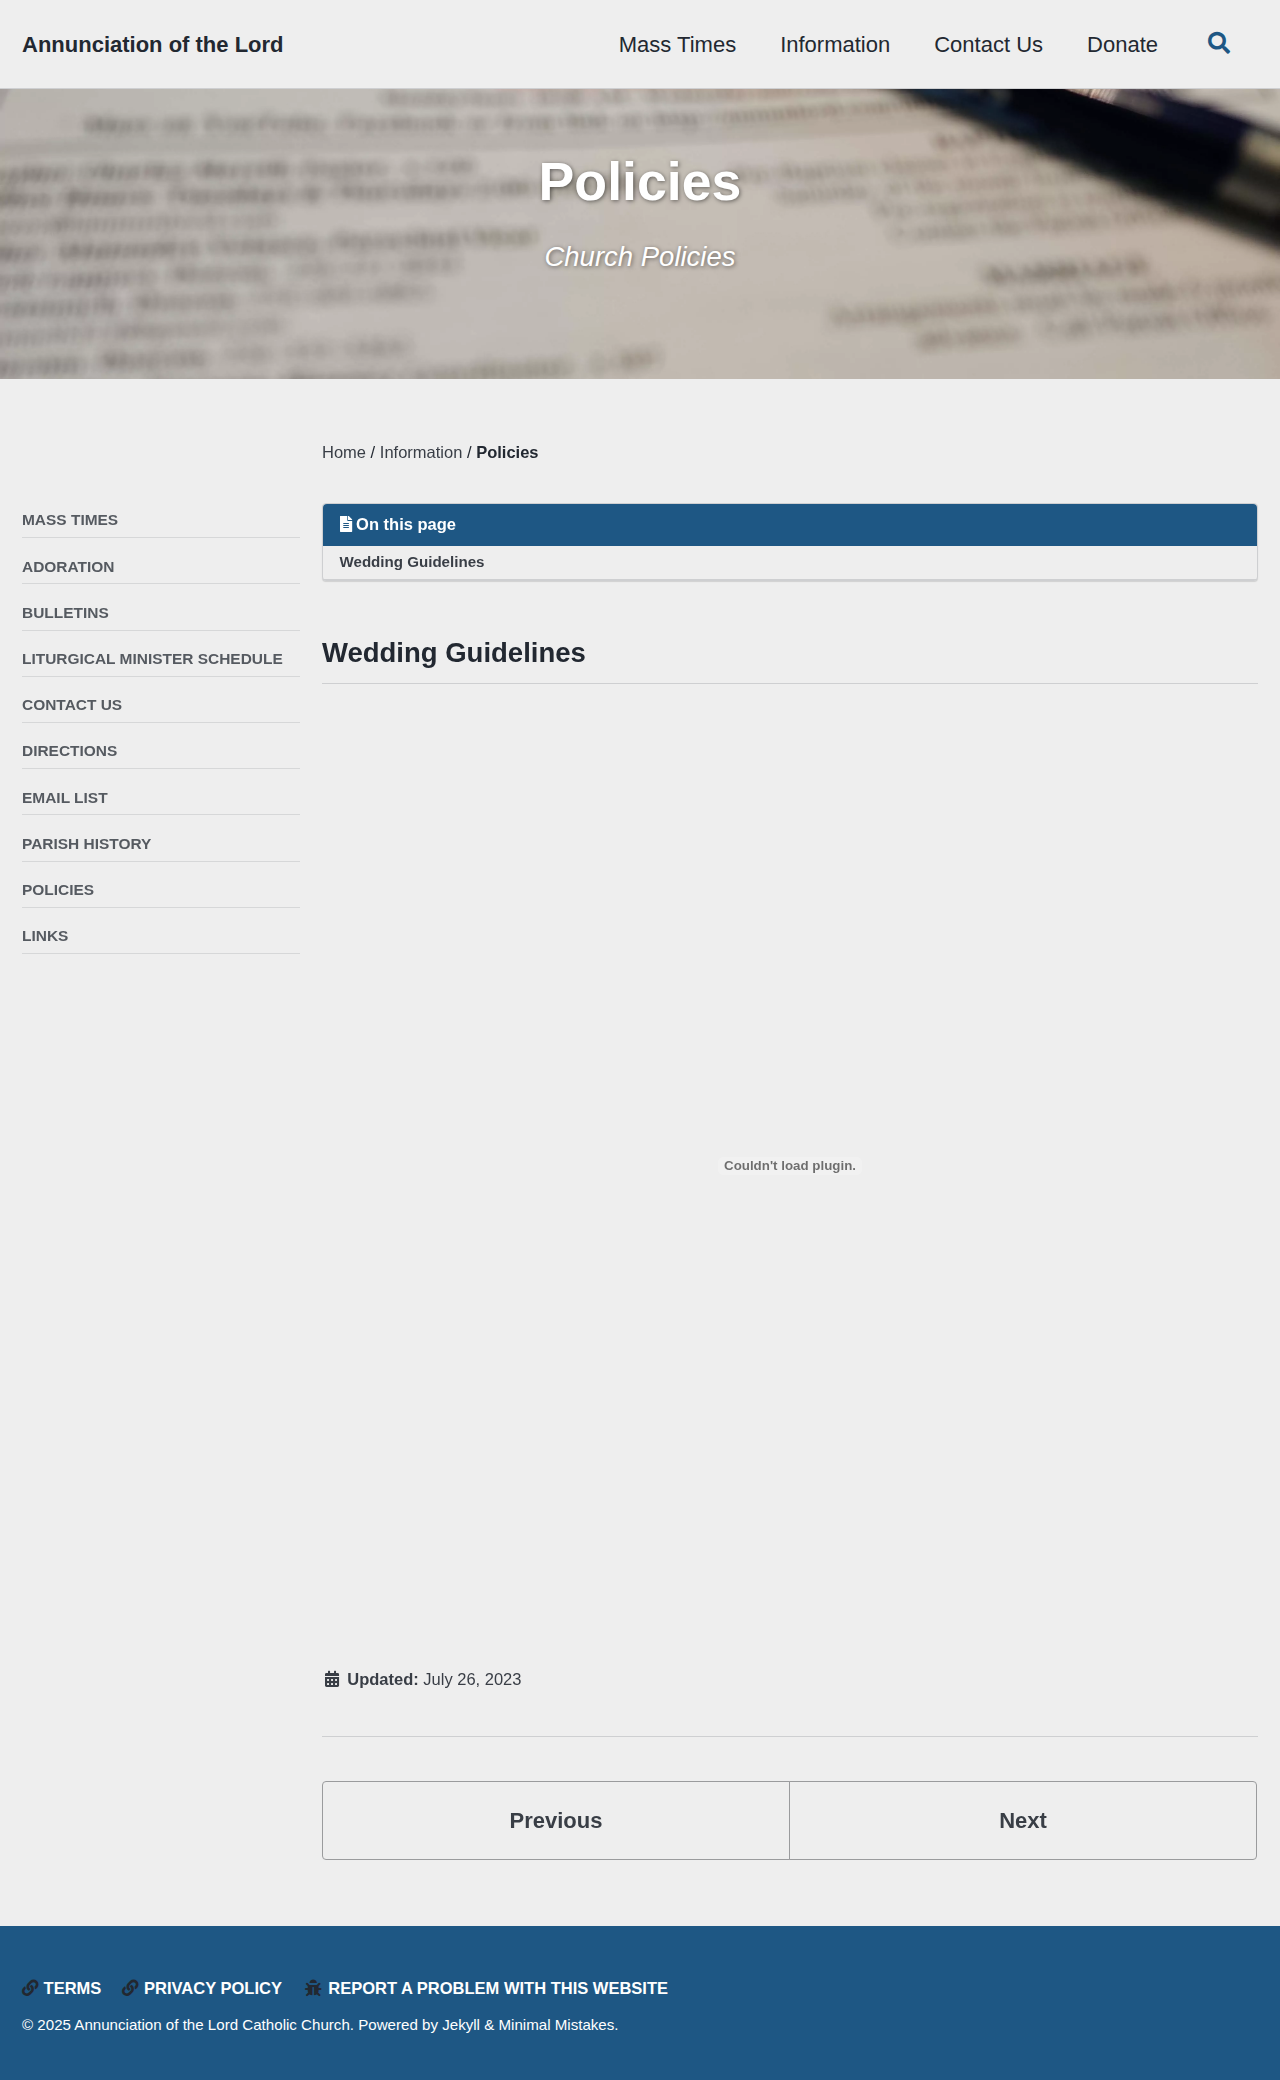 Annunciation of the Lord
Mass Times
Information
Contact Us
Donate
Policies
Church Policies
Home / Information / Policies
MASS TIMES
ADORATION
BULLETINS
LITURGICAL MINISTER SCHEDULE
CONTACT US
DIRECTIONS
EMAIL LIST
PARISH HISTORY
POLICIES
LINKS
On this page
Wedding Guidelines
Wedding Guidelines
Couldn't load plugin.
Updated: July 26, 2023
Previous
Next
TERMS
PRIVACY POLICY
REPORT A PROBLEM WITH THIS WEBSITE
© 2025 Annunciation of the Lord Catholic Church. Powered by Jekyll & Minimal Mistakes.